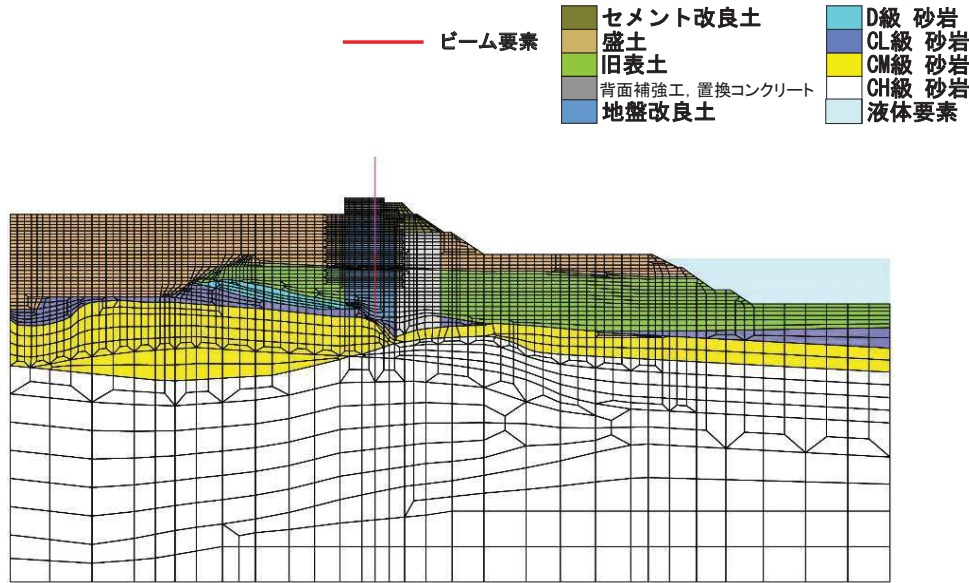 ビーム要素
セメント改良土
盛土
旧表土
背面補強工, 置換コンクリート
地盤改良土
D級 砂岩
CL級 砂岩
CM級 砂岩
CH級 砂岩
液体要素